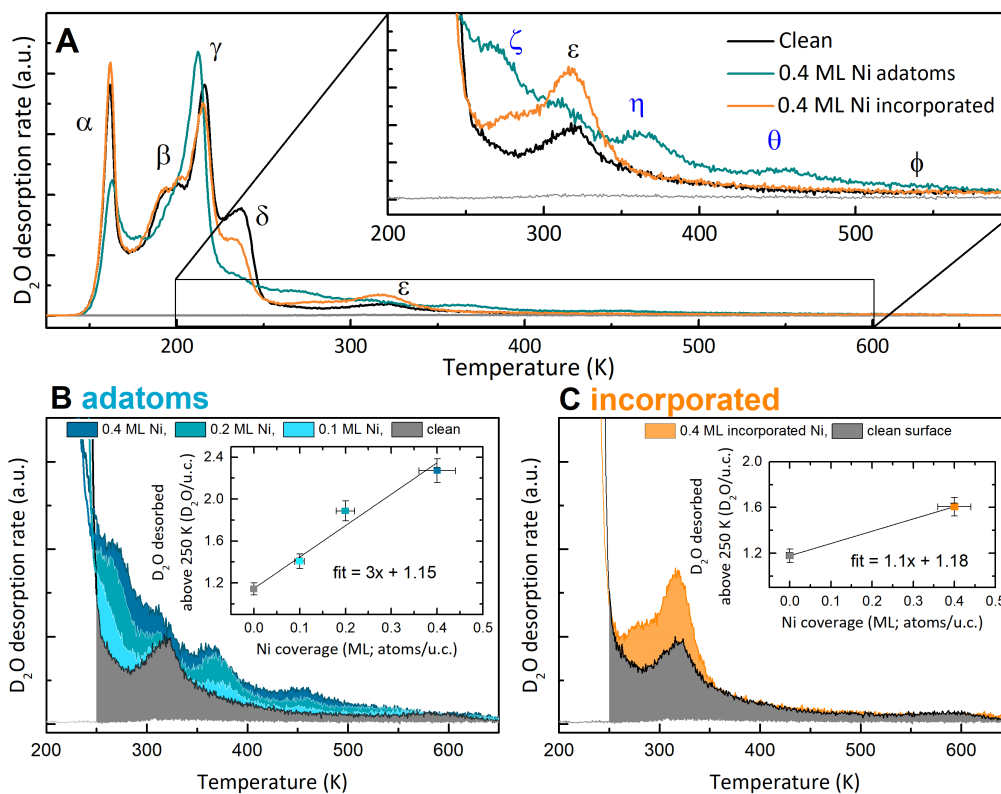 A
D2O desorption rate (a.u.)
α
β
γ
δ
ε
ζ
ε
η
θ
ϕ
Clean
0.4 ML Ni adatoms
0.4 ML Ni incorporated
200 300 400 500
200 300 400 500 600
Temperature (K)
B adatoms
0.4 ML Ni, 0.2 ML Ni, 0.1 ML Ni, clean
D2O desorption rate (a.u.)
D2O desorbed
above 250 K (D2O/u.c.)
2.4
1.8
1.2
fit = 3x + 1.15
0.0 0.1 0.2 0.3 0.4 0.5
Ni coverage (ML; atoms/u.c.)
200 300 400 500 600
Temperature (K)
C incorporated
0.4 ML incorporated Ni, clean surface
D2O desorption rate (a.u.)
D2O desorbed
above 250 K (D2O/u.c.)
2.0
1.6
1.2
fit = 1.1x + 1.18
0.0 0.1 0.2 0.3 0.4 0.5
Ni coverage (ML; atoms/u.c.)
200 300 400 500 600
Temperature (K)